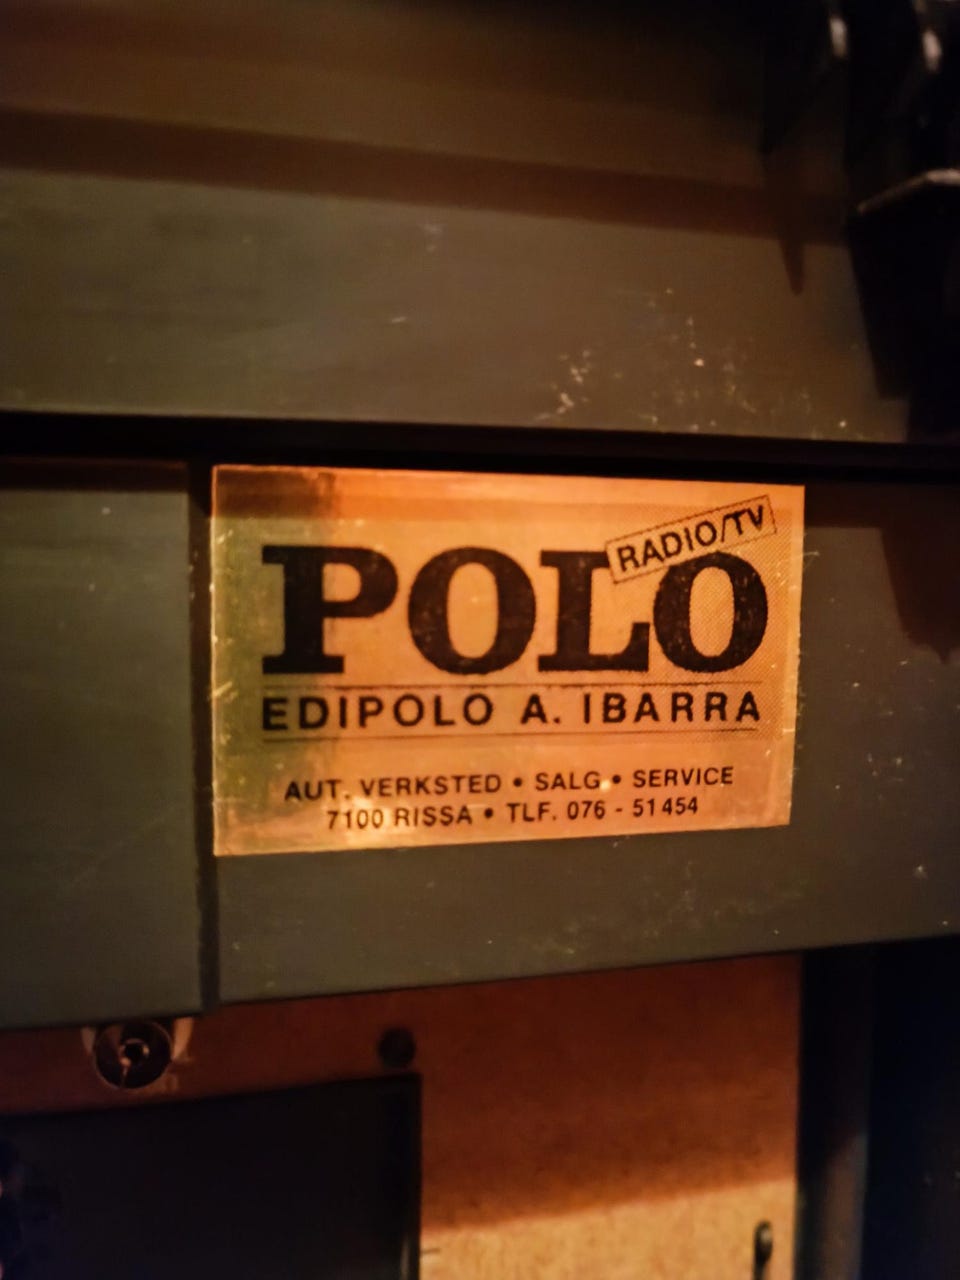 RADIO/TV
POLO
EDIPOLO A. IBARRA
AUT. VERKSTED • SALG • SERVICE
7100 RISSA • TLF. 076 - 51454